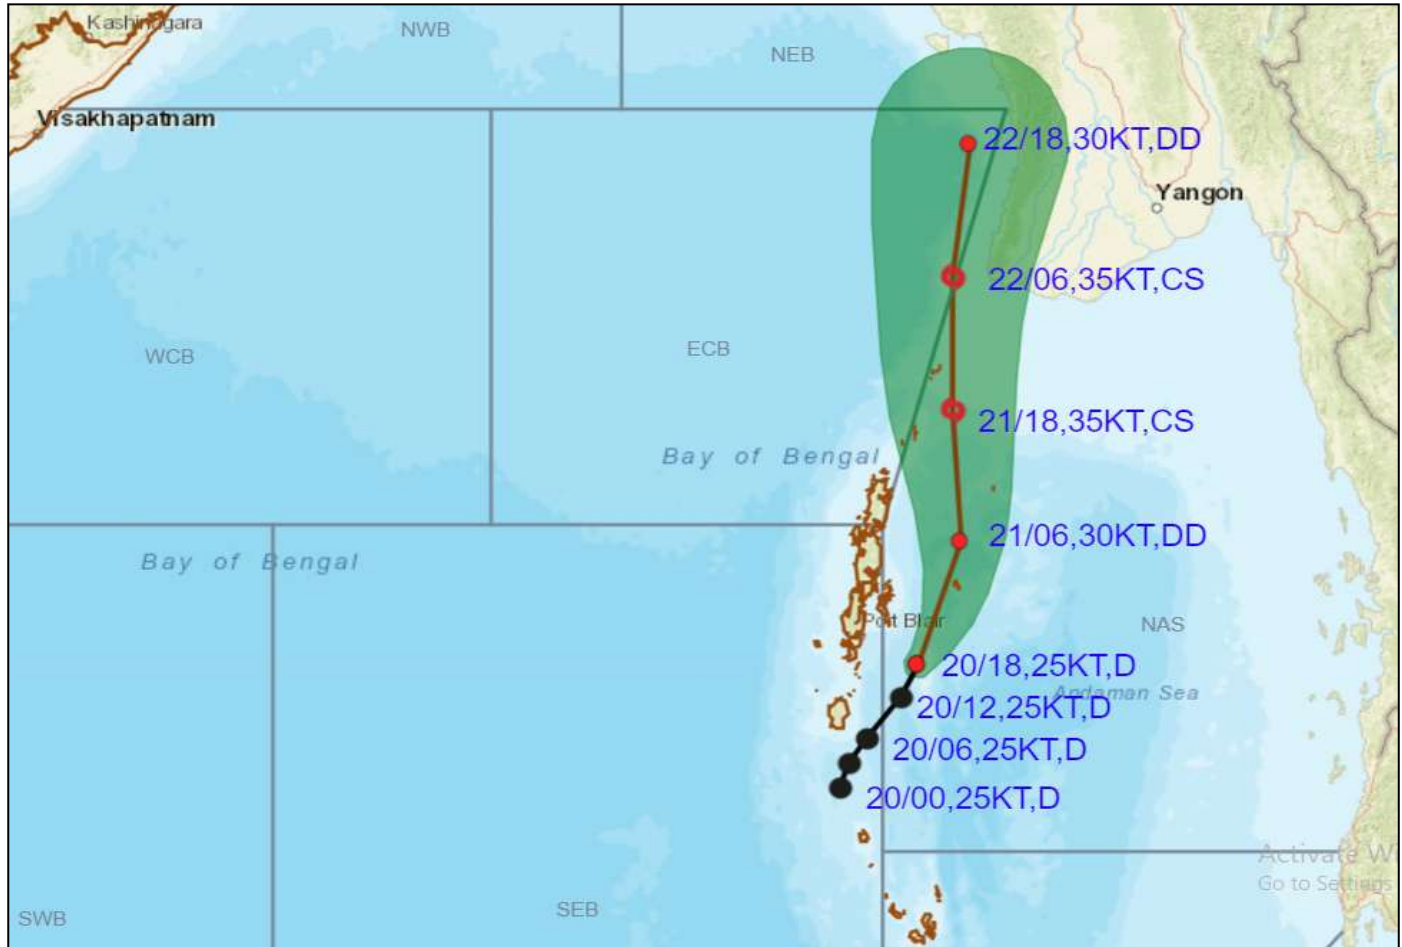 Kashinagara
NWB
NEB
Visakhapatnam
22/18,30KT,DD
Yangon
22/06,35KT,CS
WCB
ECB
21/18,35KT,CS
Bay of Bengal
21/06,30KT,DD
Bay of Bengal
Port Blair
NAS
20/18,25KT,D
Andaman Sea
20/12,25KT,D
20/06,25KT,D
20/00,25KT,D
Activate Wi
Go to Settings
SWB
SEB